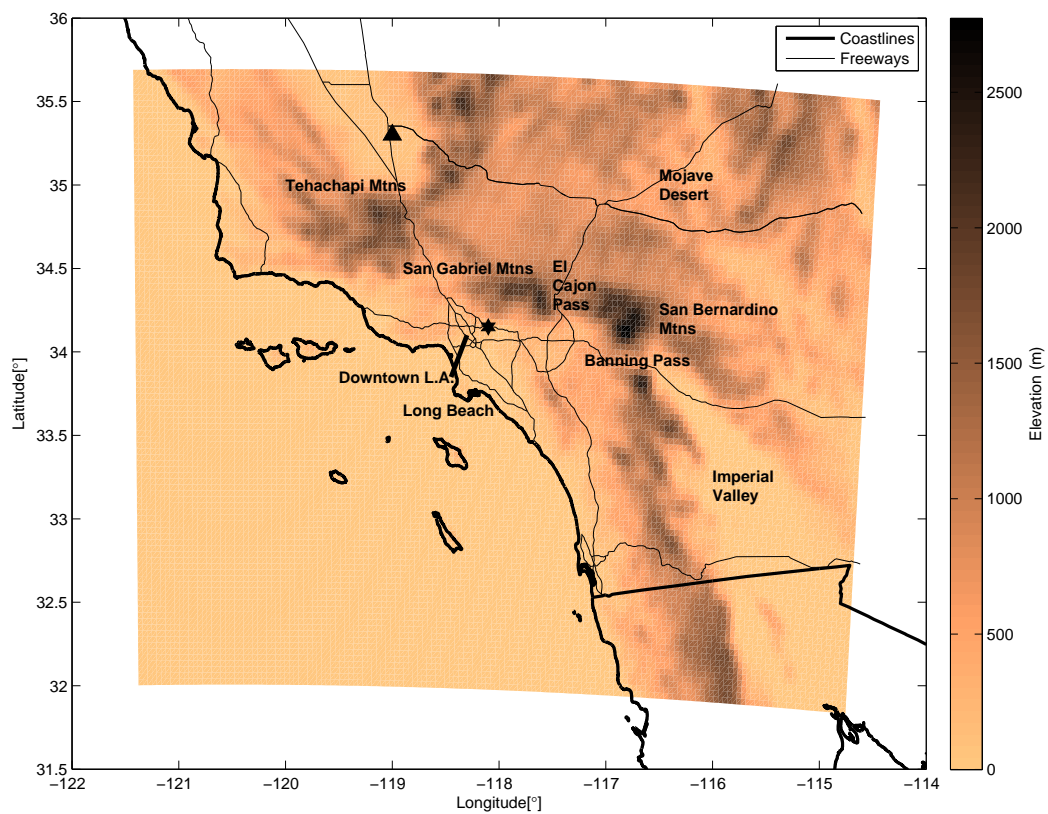 Coastlines
Freeways
Tehachapi Mtns
Mojave
Desert
San Gabriel Mtns
El
Cajon
Pass
San Bernardino
Mtns
Banning Pass
Downtown L.A.
Long Beach
Imperial
Valley
36
35.5
35
34.5
34
33.5
33
32.5
32
31.5
Latitude[°]
−122
−121
−120
−119
−118
−117
−116
−115
−114
Longitude[°]
2500
2000
1500
1000
500
0
Elevation (m)